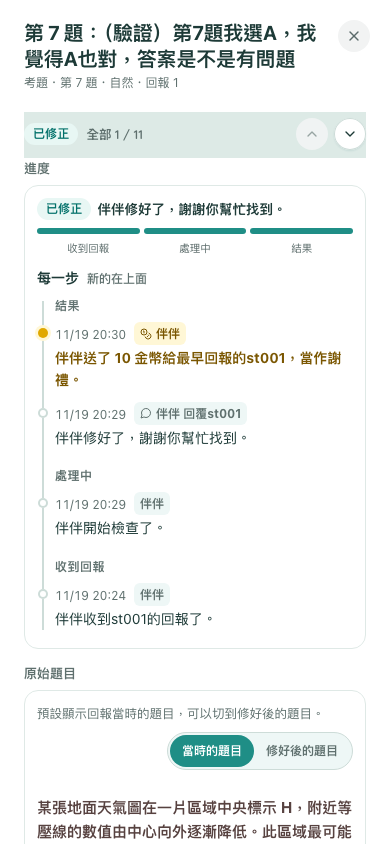 第 7 題：（驗證）第7題我選A，我
覺得A也對，答案是不是有問題
考題 · 第 7 題 · 自然 · 回報 1
已修正 全部 1 / 11
進度
已修正 伴伴修好了，謝謝你幫忙找到。
收到回報 處理中 結果
每一步 新的在上面
結果
11/19 20:30 伴伴
伴伴送了 10 金幣給最早回報的st001，當作謝
禮。
11/19 20:29 伴伴 回覆st001
伴伴修好了，謝謝你幫忙找到。
處理中
11/19 20:29 伴伴
伴伴開始檢查了。
收到回報
11/19 20:24 伴伴
伴伴收到st001的回報了。
原始題目
預設顯示回報當時的題目，可以切到修好後的題目。
當時的題目 修好後的題目
某張地面天氣圖在一片區域中央標示 H，附近等
壓線的數值由中心向外逐漸降低。此區域最可能